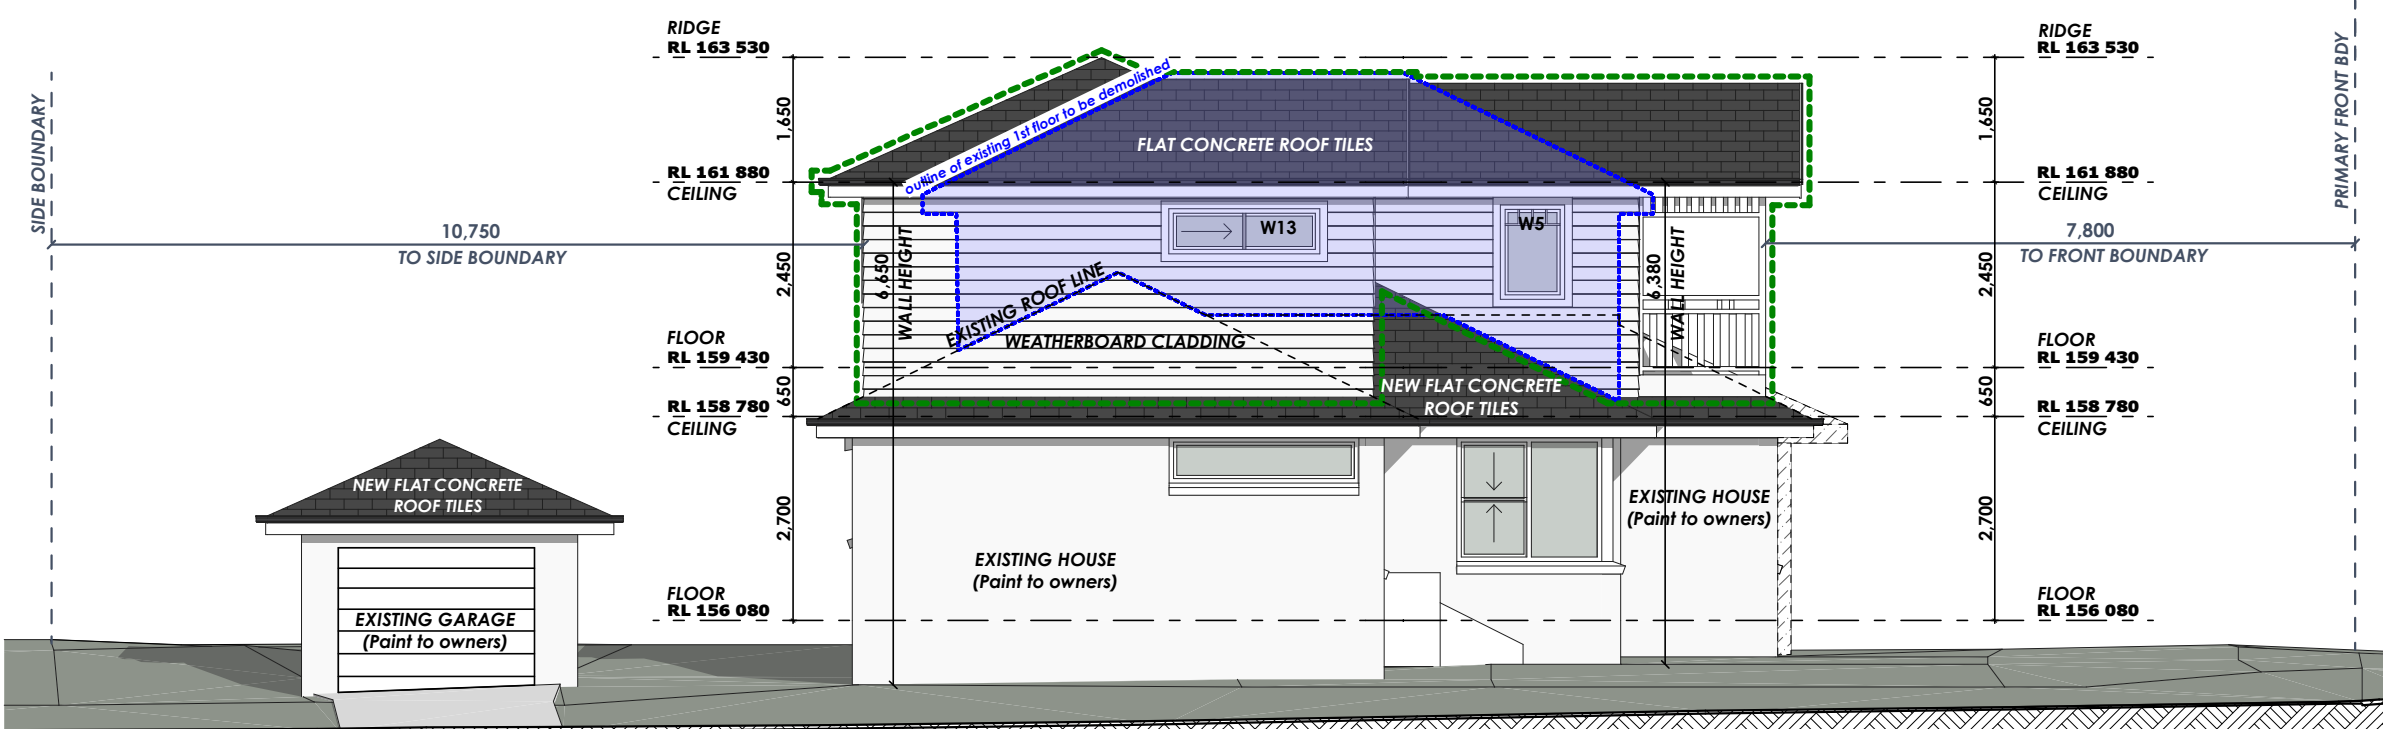 RIDGE
RL 163 530
RIDGE
RL 163 530
SIDE BOUNDARY
PRIMARY FRONT BDY
1,650
1,650
outline of existing 1st floor to be demolished
FLAT CONCRETE ROOF TILES
RL 161 880
CEILING
RL 161 880
CEILING
10,750
TO SIDE BOUNDARY
7,800
TO FRONT BOUNDARY
2,450
2,450
6,650
WALL HEIGHT
W13
W5
6,380
WALL HEIGHT
EXISTING ROOF LINE
WEATHERBOARD CLADDING
FLOOR
RL 159 430
FLOOR
RL 159 430
650
650
NEW FLAT CONCRETE
ROOF TILES
RL 158 780
CEILING
RL 158 780
CEILING
2,700
2,700
NEW FLAT CONCRETE
ROOF TILES
EXISTING HOUSE
(Paint to owners)
EXISTING HOUSE
(Paint to owners)
FLOOR
RL 156 080
FLOOR
RL 156 080
EXISTING GARAGE
(Paint to owners)